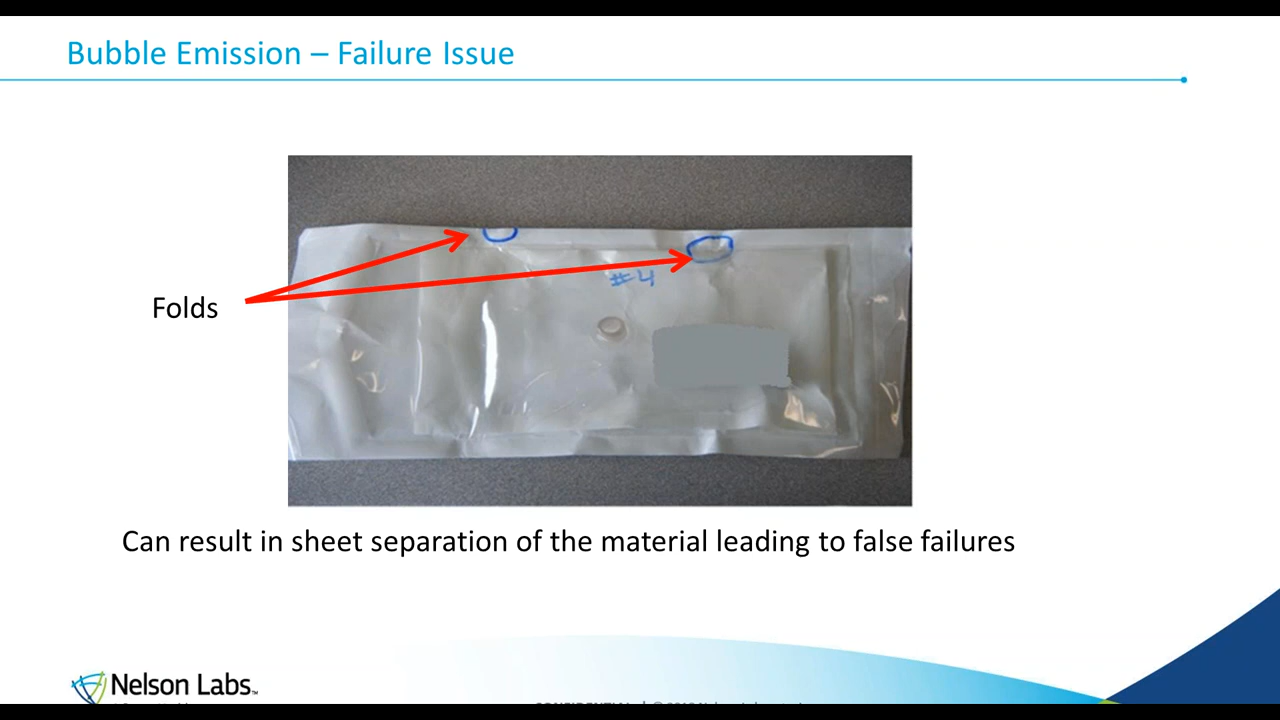 Bubble Emission – Failure Issue
#4
Folds
Can result in sheet separation of the material leading to false failures
Nelson Labs™